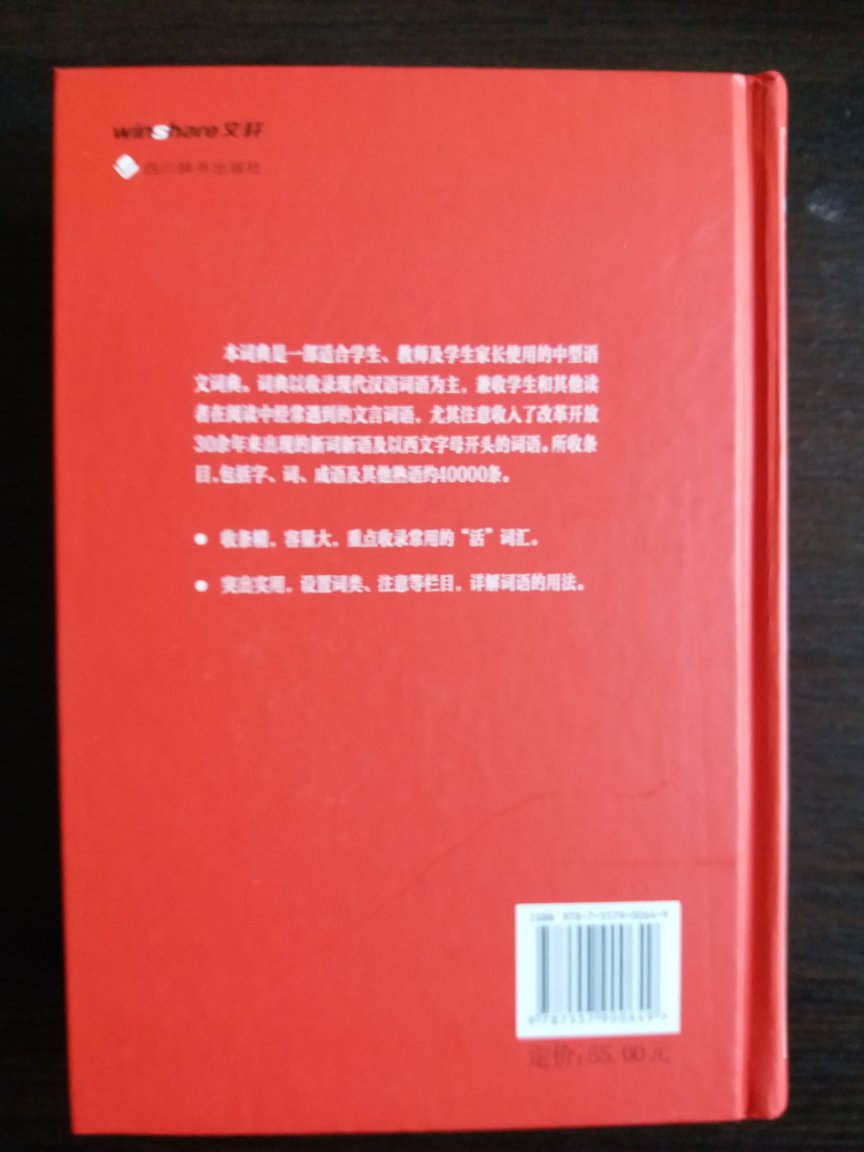 winshare文轩
四川辞书出版社
本词典是一部适合学生、教师及学生家长使用的中型语
文词典。词典以收录现代汉语词语为主，兼收学生和其他读
者在阅读中经常遇到的文言词语，尤其注意收入了改革开放
30余年来出现的新词新语及以西文字母开头的词语。所收条
目，包括字、词、成语及其他熟语约40000条。
● 收条精，容量大，重点收录常用的“活”词汇。
● 突出实用，设置词类、注意等栏目，详解词语的用法。
ISBN 978-7-5579-0064-9
9 787557 900649
定价：55.00元